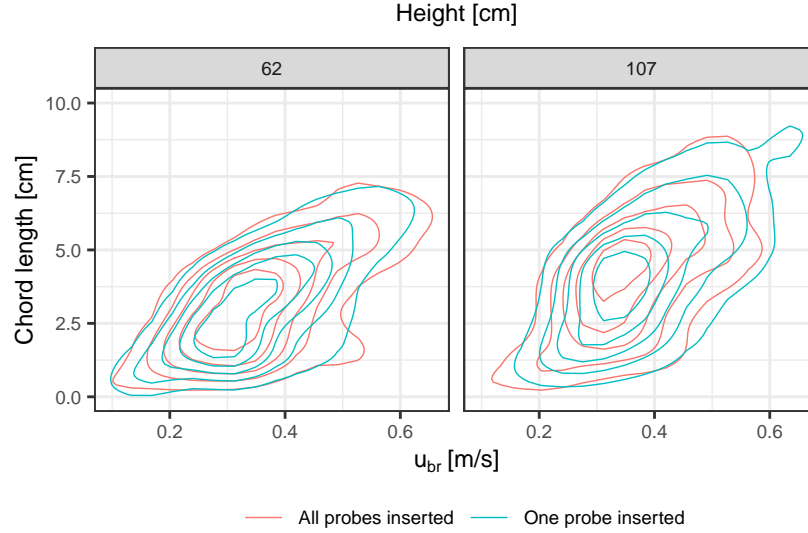 Height [cm]
62 107
10.0
7.5
5.0
2.5
0.0
Chord length [cm]
0.2 0.4 0.6 0.2 0.4 0.6
u_br [m/s]
All probes inserted One probe inserted